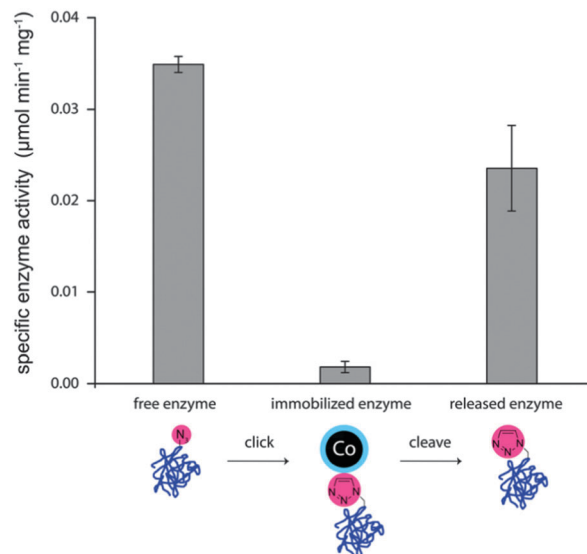 specific enzyme activity (µmol min⁻¹ mg⁻¹)
0.04
0.03
0.02
0.01
0.00
free enzyme immobilized enzyme released enzyme
N₃
click
Co
cleave
N N N
N N N